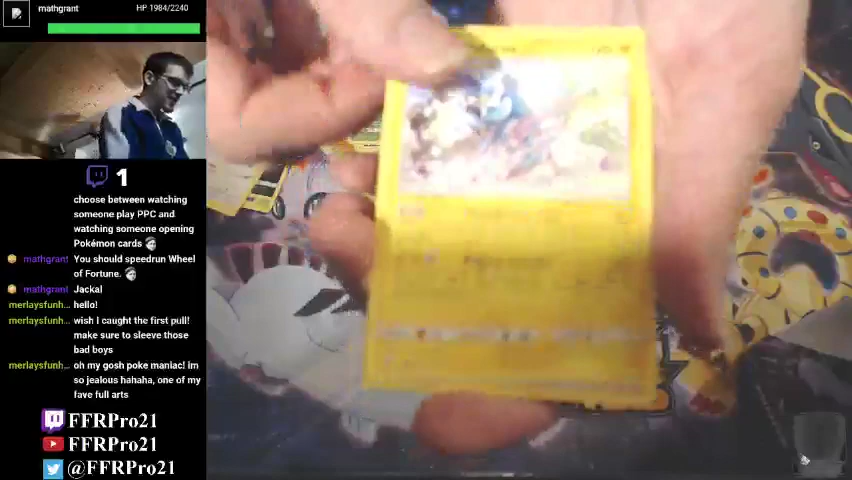 mathgrant HP 1984/2240
1
choose between watching
someone play PPC and
watching someone opening
Pokémon cards
mathgrant: You should speedrun Wheel
of Fortune.
mathgrant: Jackal
merlaysfunh... hello!
merlaysfunh... wish I caught the first pull!
make sure to sleeve those
bad boys
merlaysfunh... oh my gosh poke maniac! im
so jealous hahaha, one of my
fave full arts
FFRPro21
FFRPro21
@FFRPro21